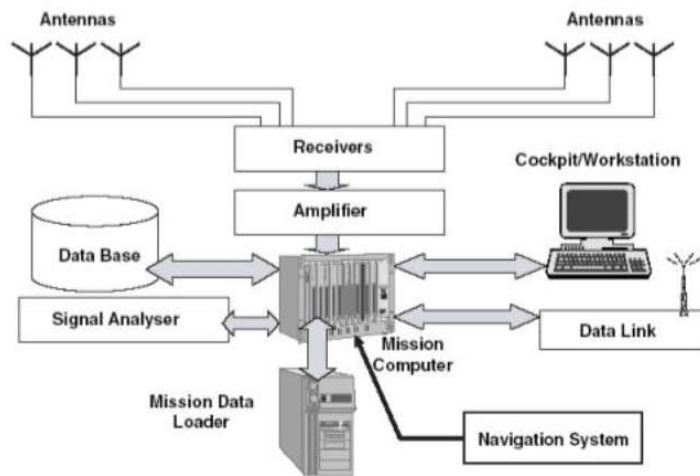 Antennas
Antennas
Receivers
Cockpit/Workstation
Amplifier
Data Base
Signal Analyser
Data Link
Mission
Computer
Mission Data
Loader
Navigation System